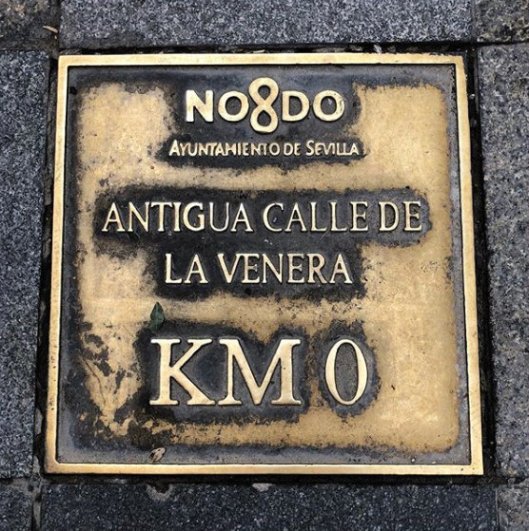 NO8DO
AYUNTAMIENTO DE SEVILLA
ANTIGUA CALLE DE
LA VENERA
KM 0